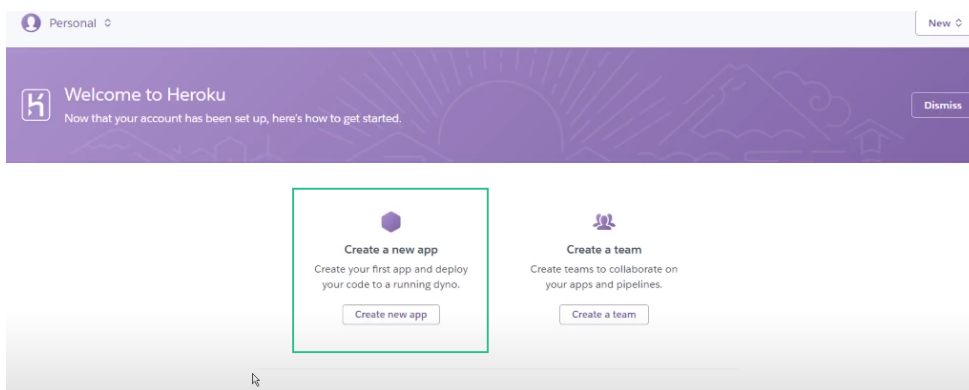 Personal
New
Welcome to Heroku
Now that your account has been set up, here's how to get started.
Dismiss
Create a new app
Create your first app and deploy
your code to a running dyno.
Create new app
Create a team
Create teams to collaborate on
your apps and pipelines.
Create a team